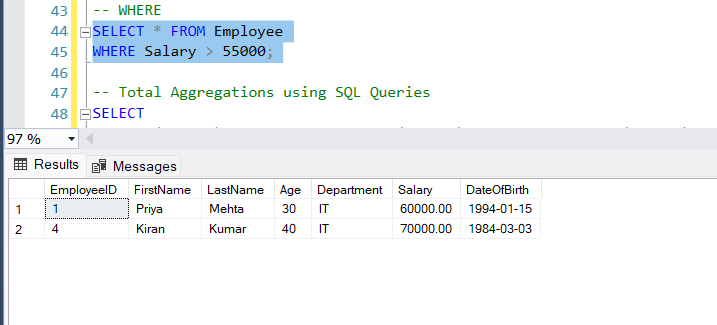 43 -- WHERE
44 SELECT * FROM Employee
45 WHERE Salary > 55000;
46
47 -- Total Aggregations using SQL Queries
48 SELECT
97 %
Results Messages
EmployeeID FirstName LastName Age Department Salary DateOfBirth
1 1 Priya Mehta 30 IT 60000.00 1994-01-15
2 4 Kiran Kumar 40 IT 70000.00 1984-03-03